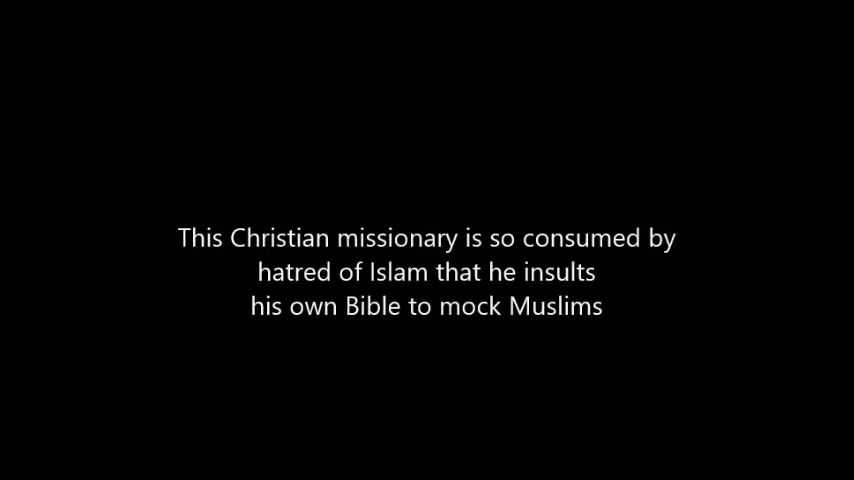 This Christian missionary is so consumed by
hatred of Islam that he insults
his own Bible to mock Muslims